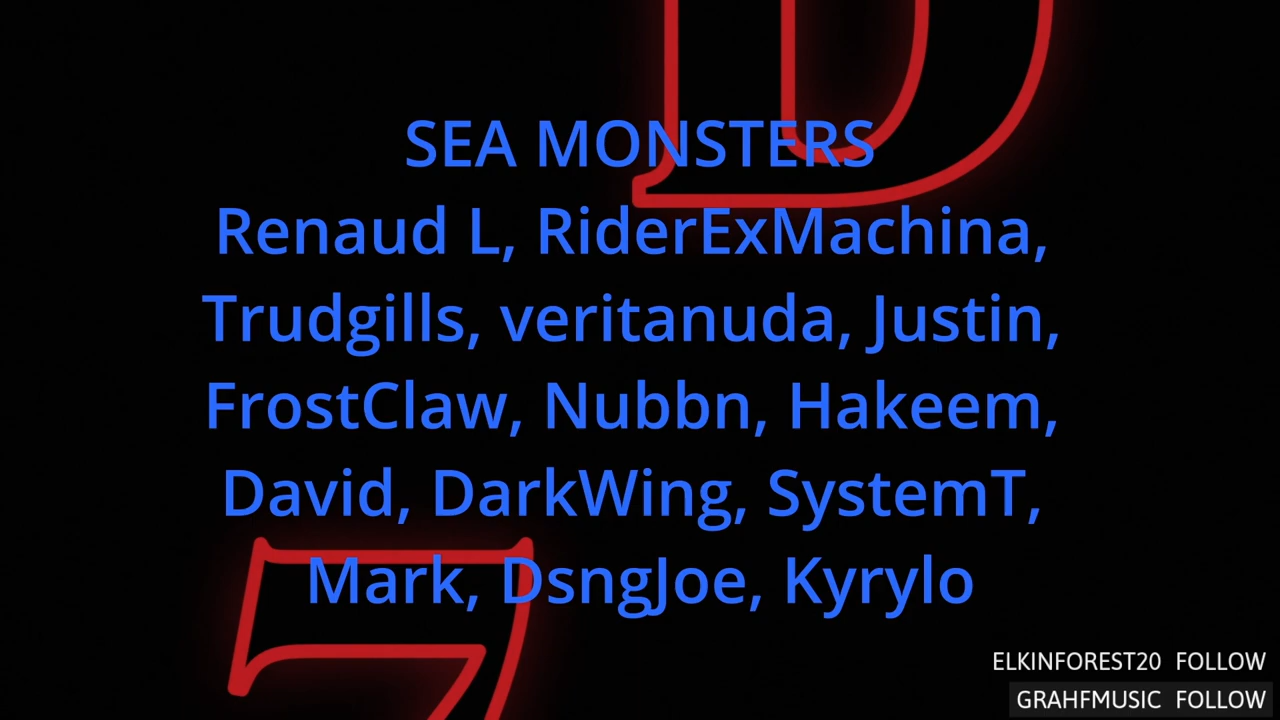 SEA MONSTERS
Renaud L, RiderExMachina,
Trudgills, veritanuda, Justin,
FrostClaw, Nubbn, Hakeem,
David, DarkWing, SystemT,
Mark, DsngJoe, Kyrylo
ELKINFOREST20 FOLLOW
GRAHFMUSIC FOLLOW